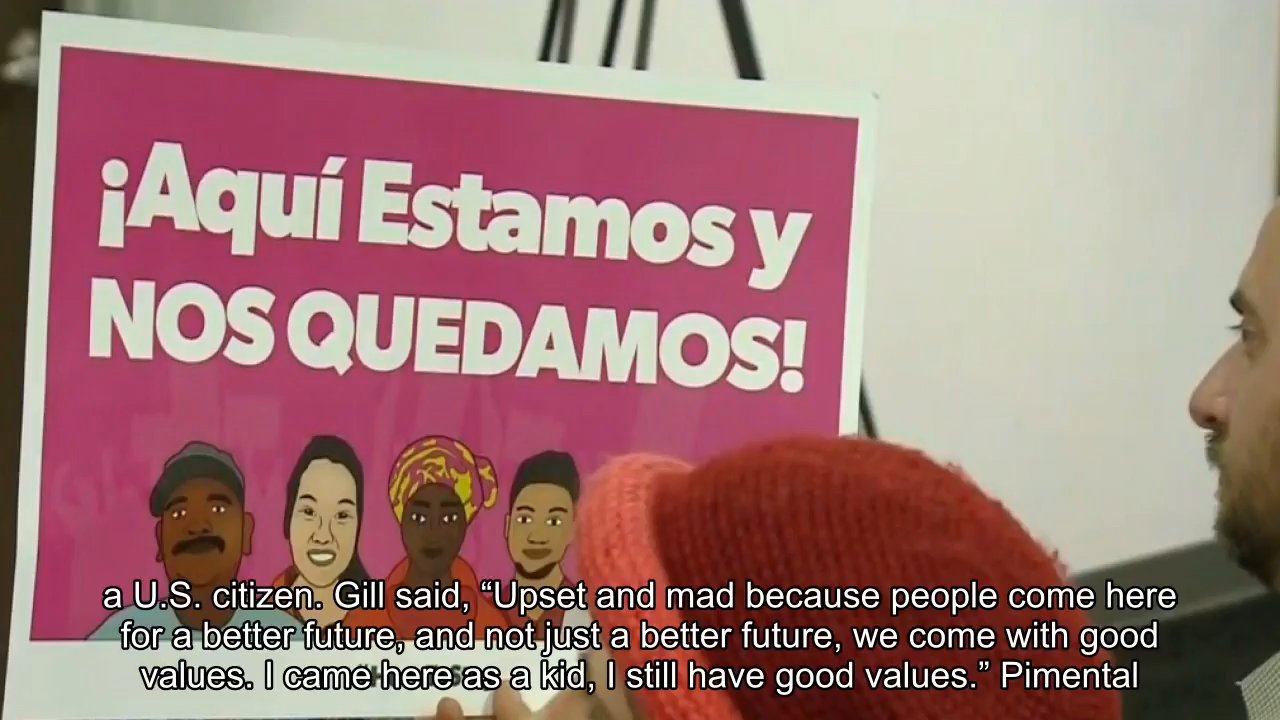 ¡Aquí Estamos y
NOS QUEDAMOS!
a U.S. citizen. Gill said, “Upset and mad because people come here
for a better future, and not just a better future, we come with good
values. I came here as a kid, I still have good values.” Pimental